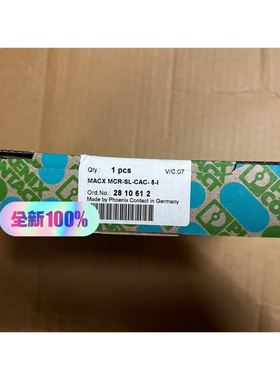 Qty.: 1 pcs V/C:07
MACX MCR-SL-CAC- 5-I
Ord.No.: 28 10 61 2
Made by Phoenix Contact in Germany
全新100%